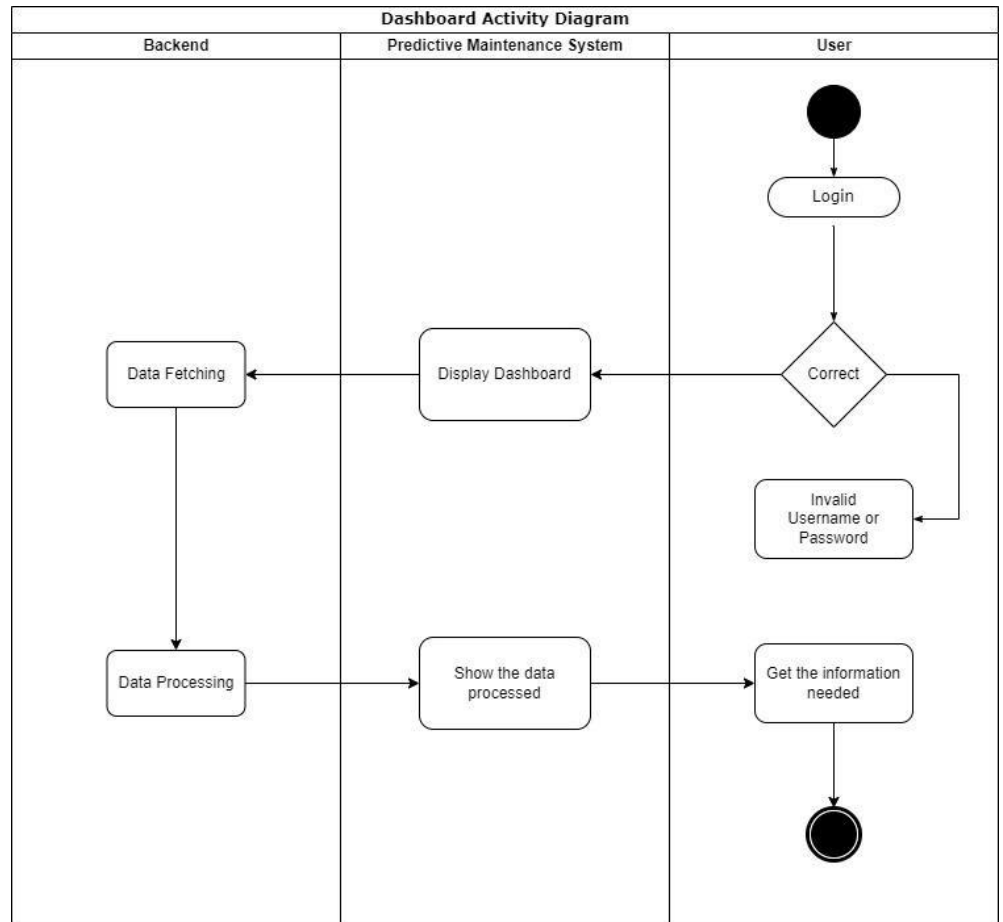 Dashboard Activity Diagram
Backend
Predictive Maintenance System
User
Login
Data Fetching
Display Dashboard
Correct
Invalid
Username or
Password
Data Processing
Show the data
processed
Get the information
needed